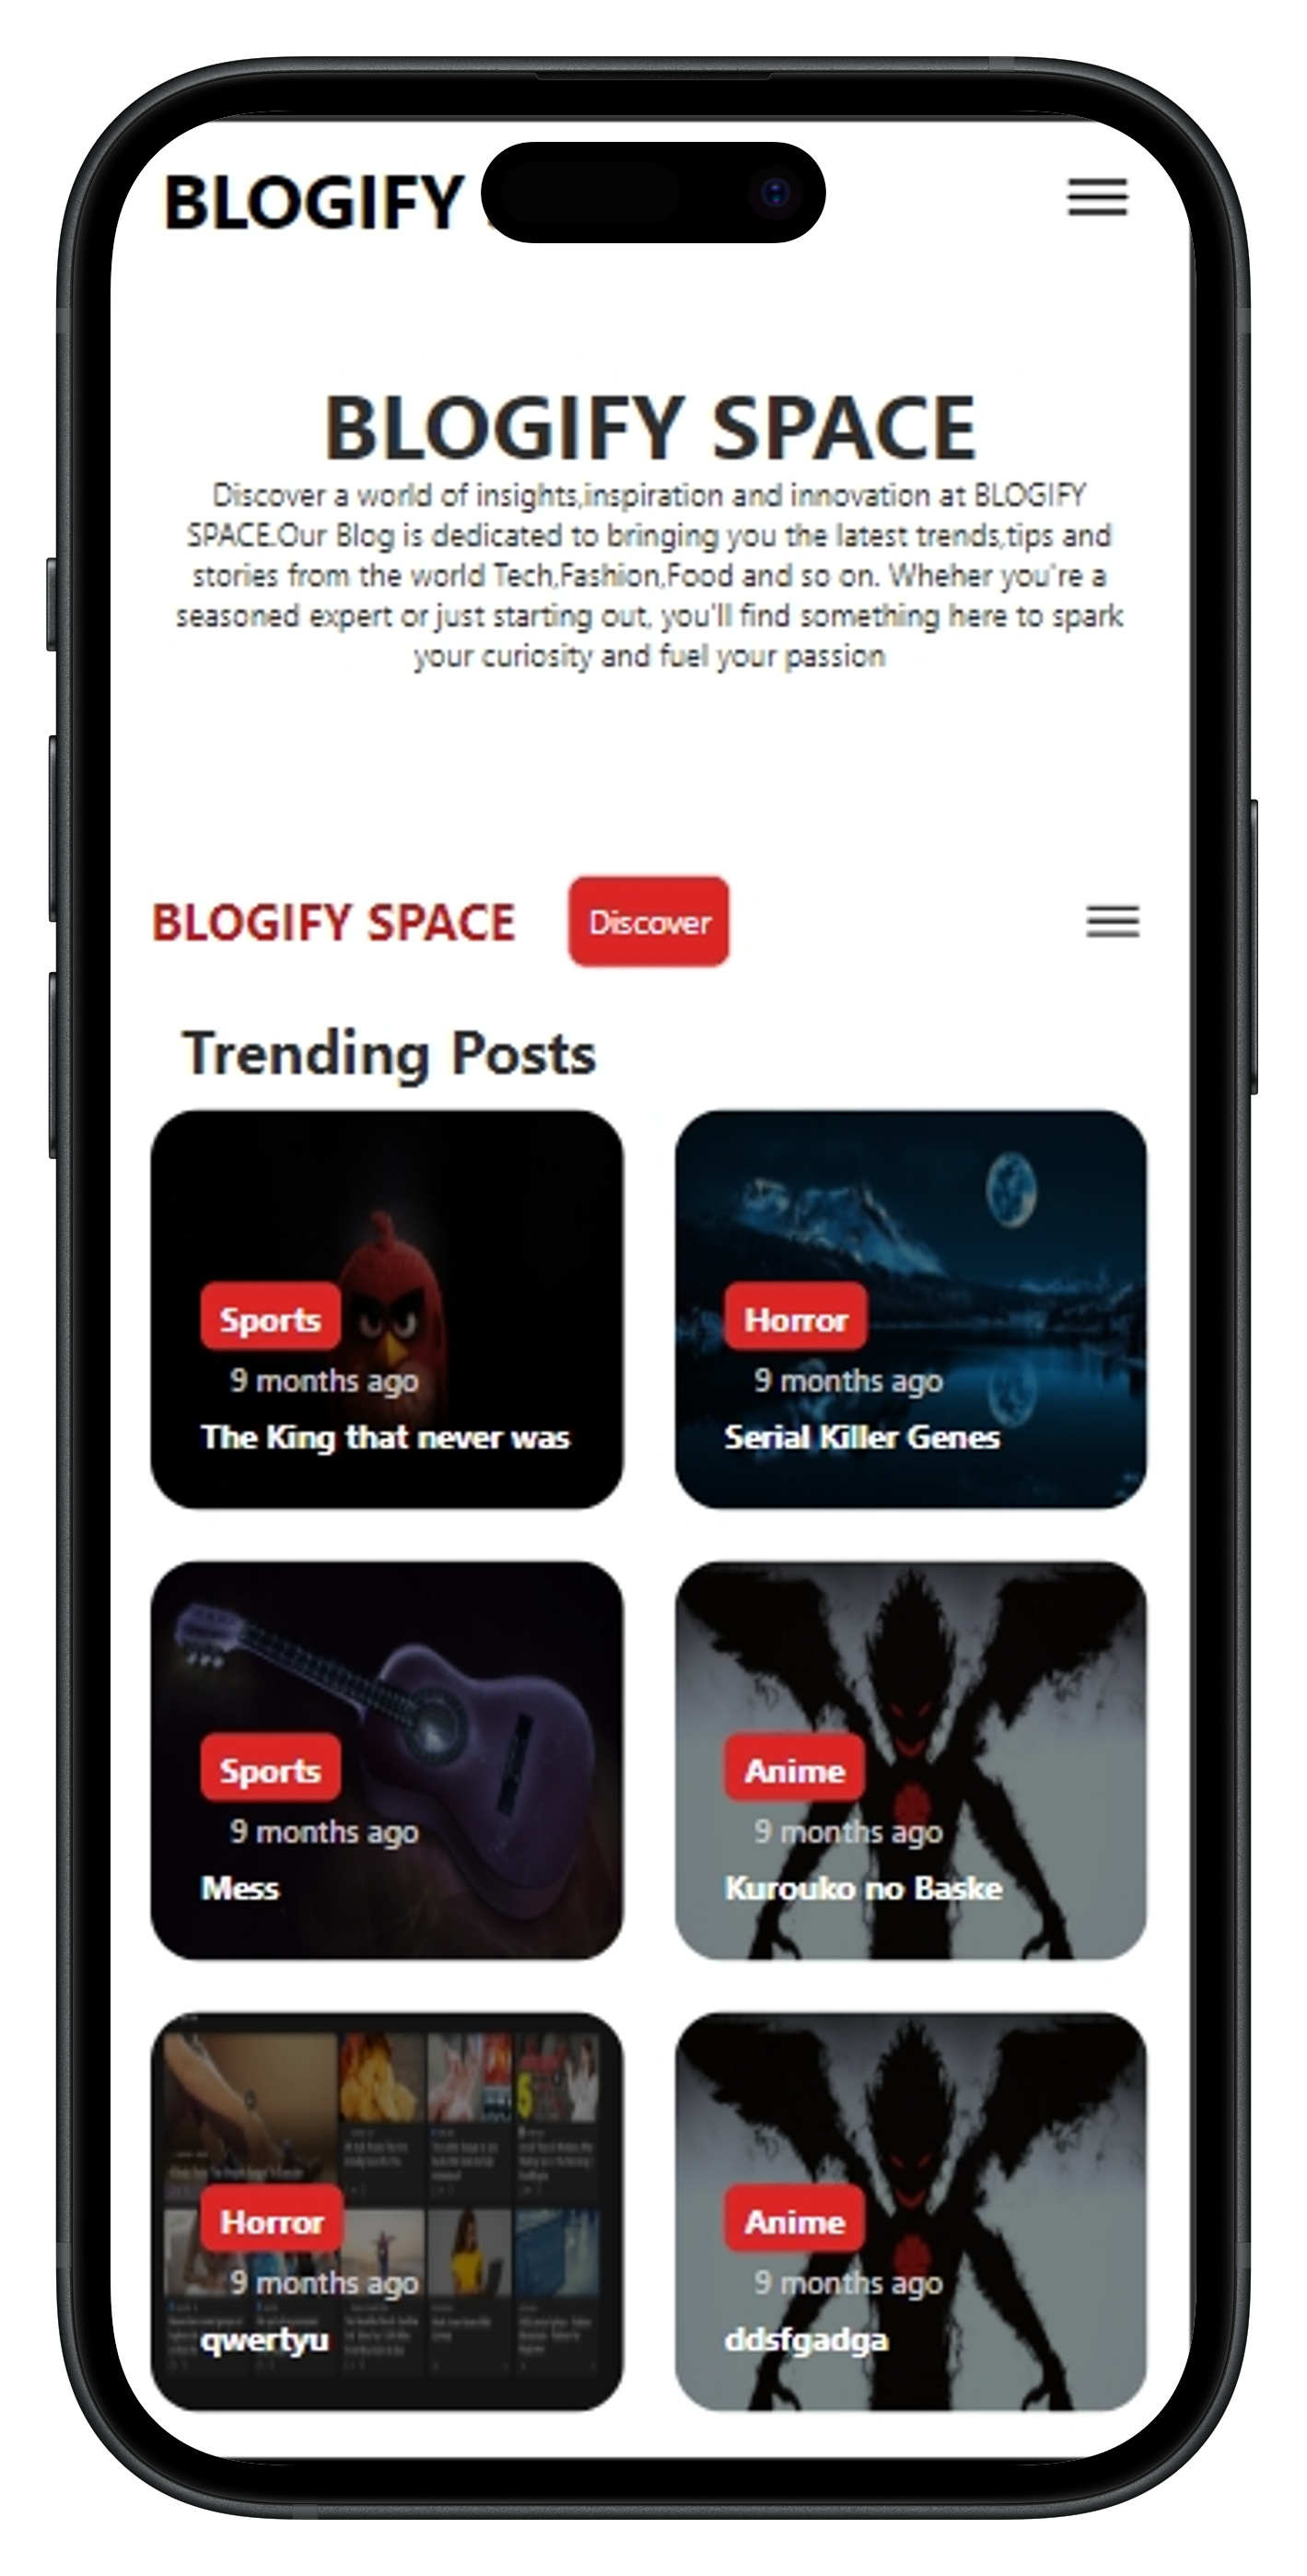 BLOGIFY
BLOGIFY SPACE
Discover a world of insights,inspiration and innovation at BLOGIFY
SPACE.Our Blog is dedicated to bringing you the latest trends,tips and
stories from the world Tech,Fashion,Food and so on. Wheher you're a
seasoned expert or just starting out, you'll find something here to spark
your curiosity and fuel your passion
BLOGIFY SPACE
Discover
Trending Posts
Sports
9 months ago
The King that never was
Horror
9 months ago
Serial Killer Genes
Sports
9 months ago
Mess
Anime
9 months ago
Kurouko no Baske
Horror
9 months ago
qwertyu
Anime
9 months ago
ddsfgadga